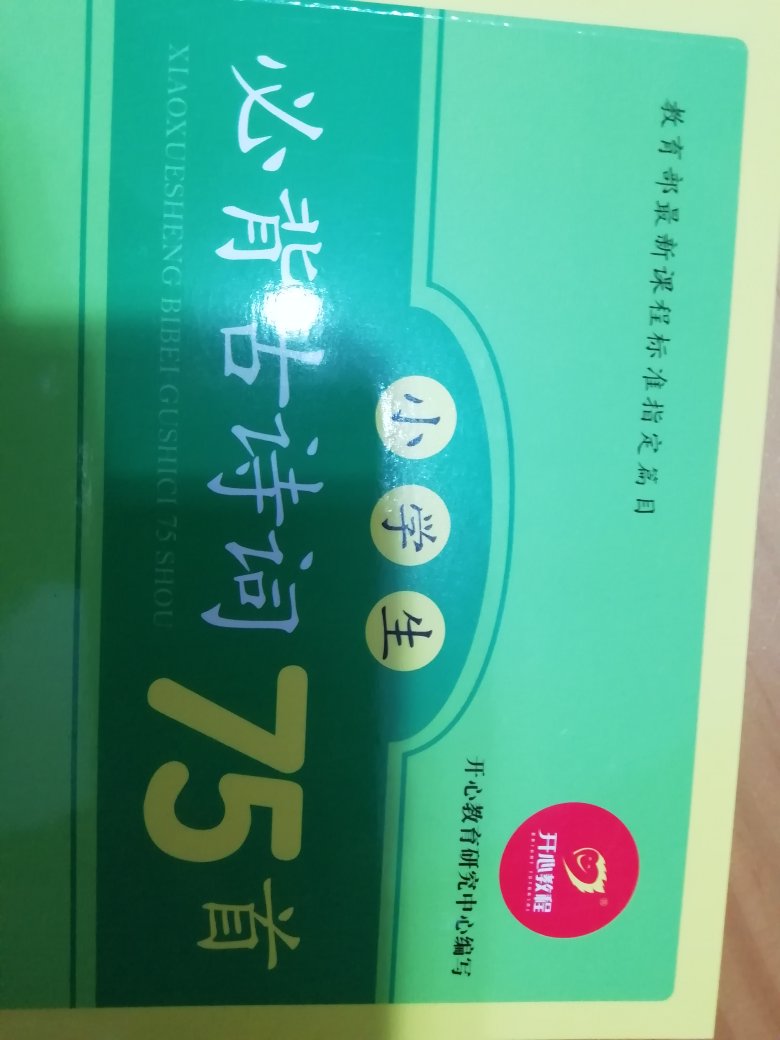 教育部最新课程标准指定篇目
开心教程
小学生
开心教育研究中心编写
必背古诗词75首
XIAOXUESHENG BIBEI GUSHICI 75 SHOU